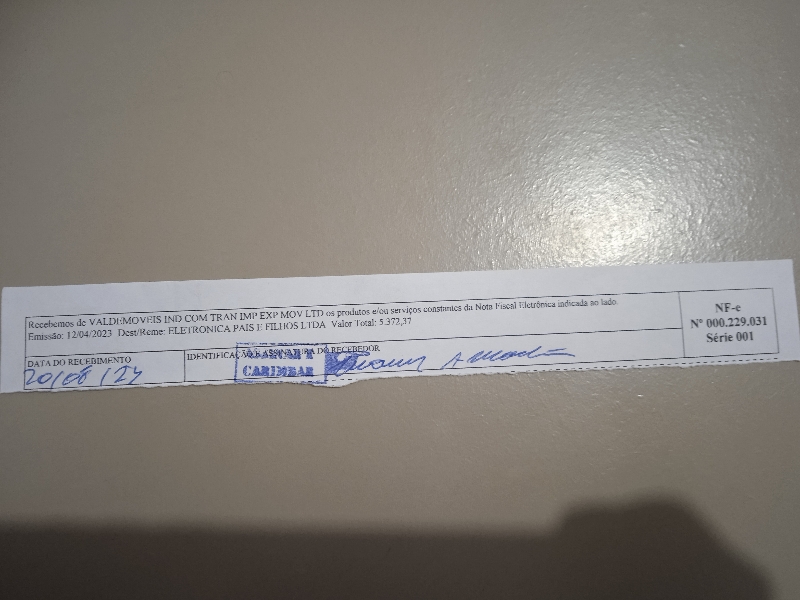 Recebemos de VALDEMOVEIS IND COM TRAN IMP EXP MOV LTD os produtos e/ou serviços constantes da Nota Fiscal Eletrônica indicada ao lado.
Emissão: 12/04/2023 Dest/Reme: ELETRONICA PAIS E FILHOS LTDA Valor Total: 5.372,37
NF-e
Nº 000.229.031
Série 001
DATA DO RECEBIMENTO
IDENTIFICAÇÃO E ASSINATURA DO RECEBEDOR
20/08/24
CARIMBAR